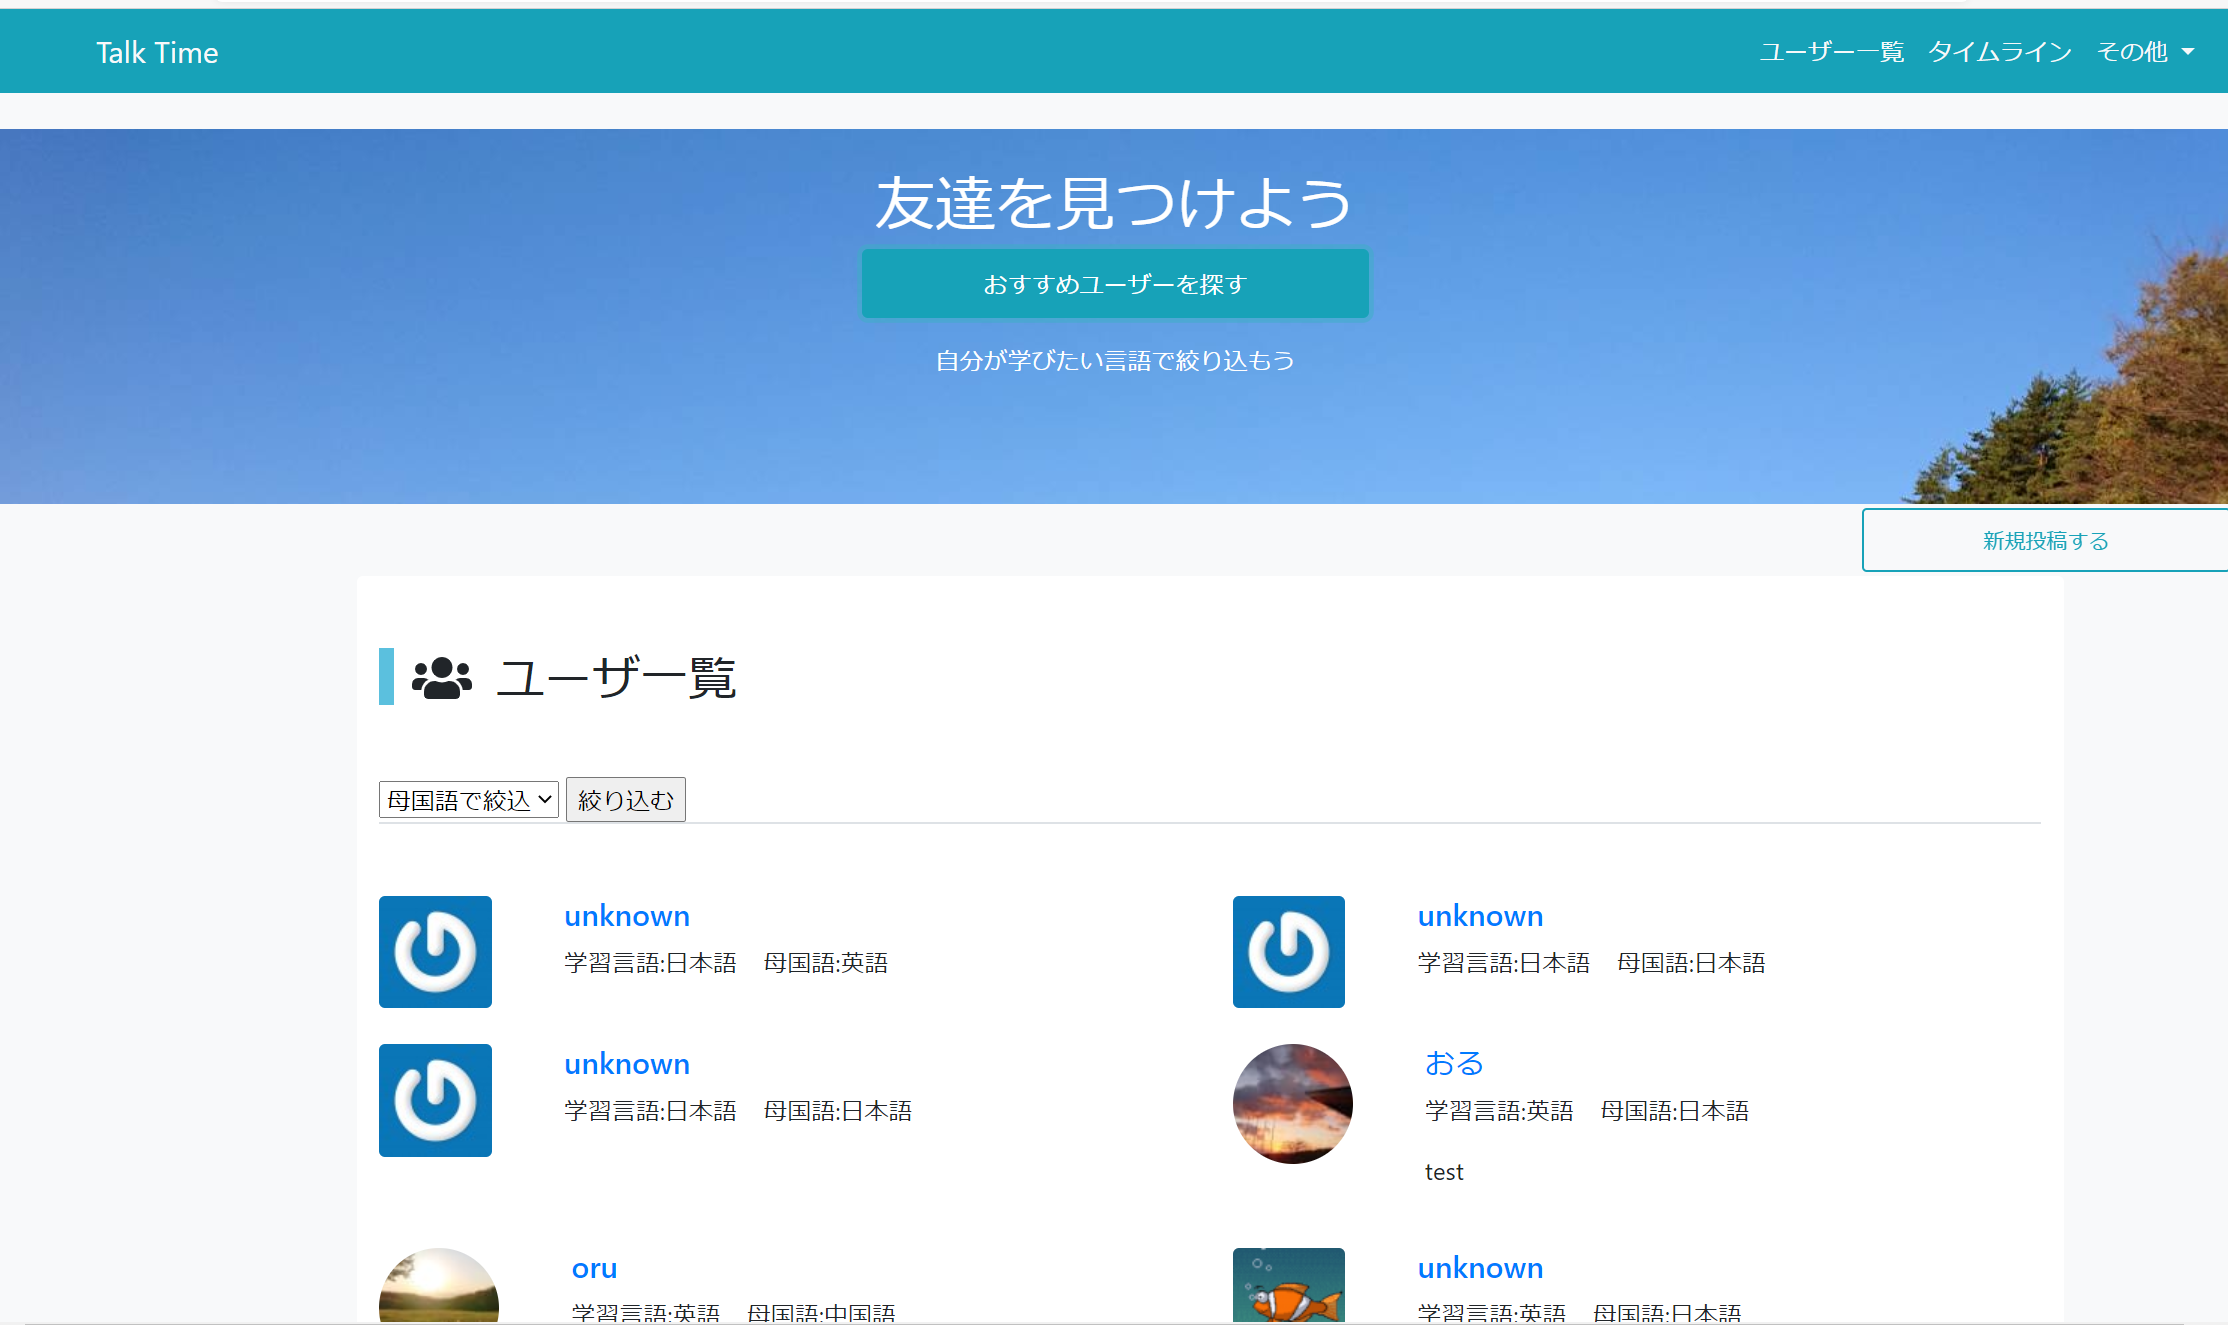 Talk Time
ユーザー一覧 タイムライン その他
友達を見つけよう
おすすめユーザーを探す
自分が学びたい言語で絞り込もう
新規投稿する
ユーザ一覧
母国語で絞込 絞り込む
unknown
学習言語:日本語 母国語:英語
unknown
学習言語:日本語 母国語:日本語
unknown
学習言語:日本語 母国語:日本語
おる
学習言語:英語 母国語:日本語
test
oru
学習言語:英語 母国語:中国語
unknown
学習言語:英語 母国語:日本語